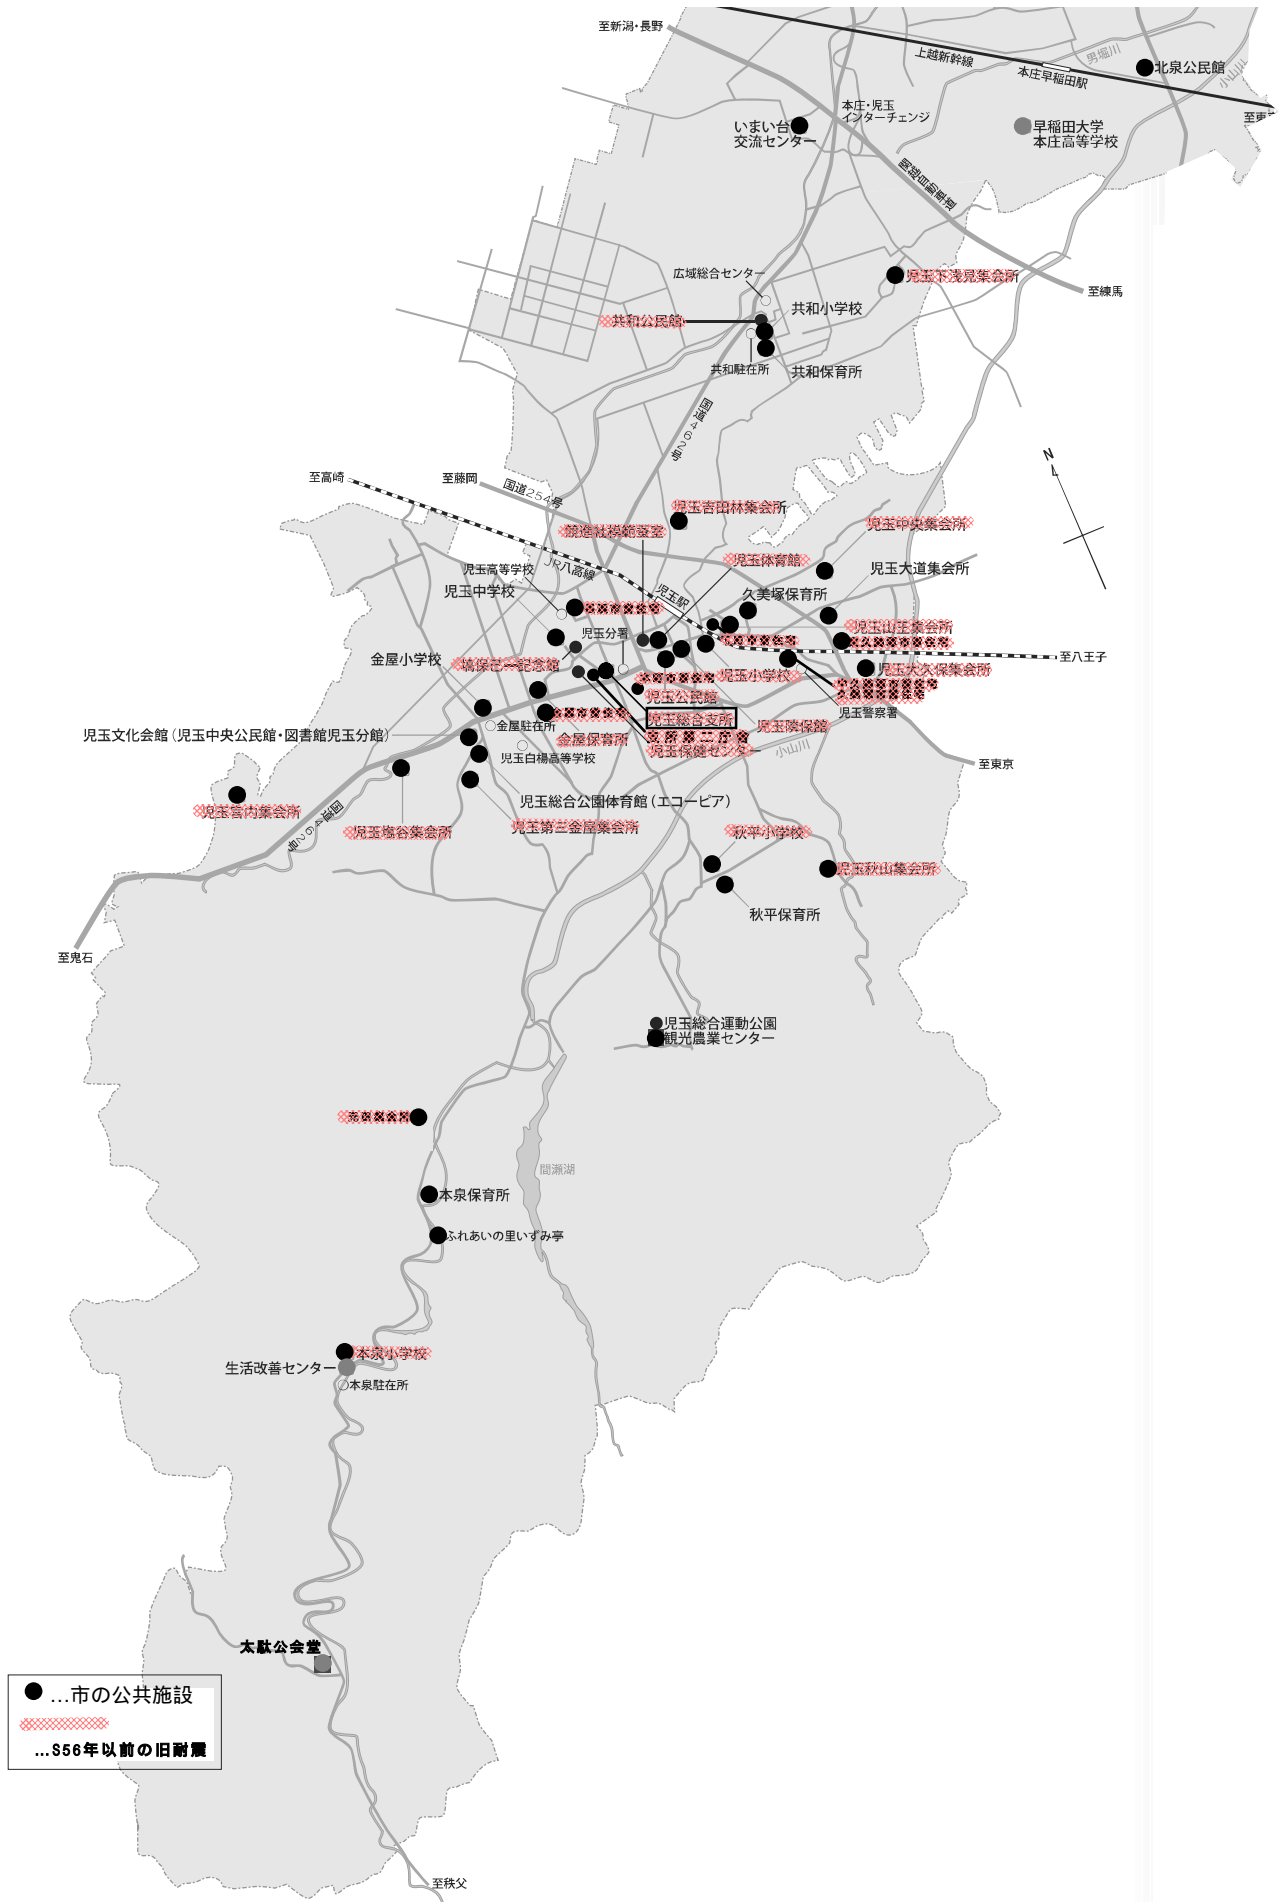 至新潟・長野
上越新幹線
本庄早稲田駅
男堀川
小山川
北泉公民館
本庄・児玉
インターチェンジ
いまい台
交流センター
早稲田大学
本庄高等学校
関越自動車道
広域総合センター
児玉下浅見集会所
至練馬
共和小学校
共和公民館
共和駐在所
共和保育所
国道462号
至高崎
至藤岡
国道254号
N
児玉吉田林集会所
児玉中央集会所
競進社模範蚕室
児玉体育館
児玉高等学校
JR八高線
児玉大道集会所
児玉中学校
児玉駅
久美塚保育所
児玉分署
児玉山王集会所
金屋小学校
塙保己一記念館
至八王子
児玉小学校
児玉大久保集会所
児玉公民館
児玉警察署
児玉総合支所
児玉隣保館
金屋駐在所
児玉文化会館（児玉中央公民館・図書館児玉分館）
金屋保育所
児玉保健センター
小山川
児玉白楊高等学校
至東京
児玉総合公園体育館（エコーピア）
児玉宮内集会所
国道462号
児玉塩谷集会所
児玉第三金屋集会所
秋平小学校
児玉秋山集会所
秋平保育所
至鬼石
児玉総合運動公園
観光農業センター
間瀬湖
本泉保育所
ふれあいの里いずみ亭
本泉小学校
生活改善センター
本泉駐在所
太駄公会堂
…市の公共施設
…S56年以前の旧耐震
至秩父